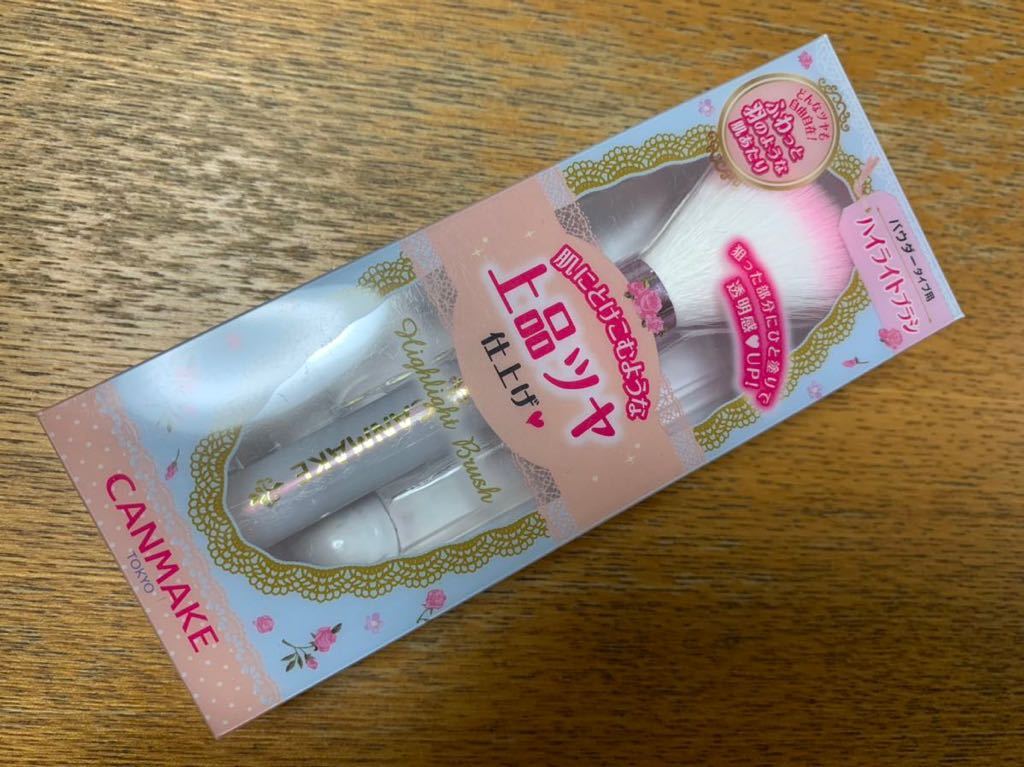 どんなツヤも
自由自在!
ふわっと
羽のような
肌あたり
パウダータイプ用
ハイライトブラシ
狙った部分にひと塗りで
透明感♥UP!
肌にとけこむような
上品ツヤ
仕上げ♥
Highlight Brush
CANMAKE
CANMAKE
TOKYO